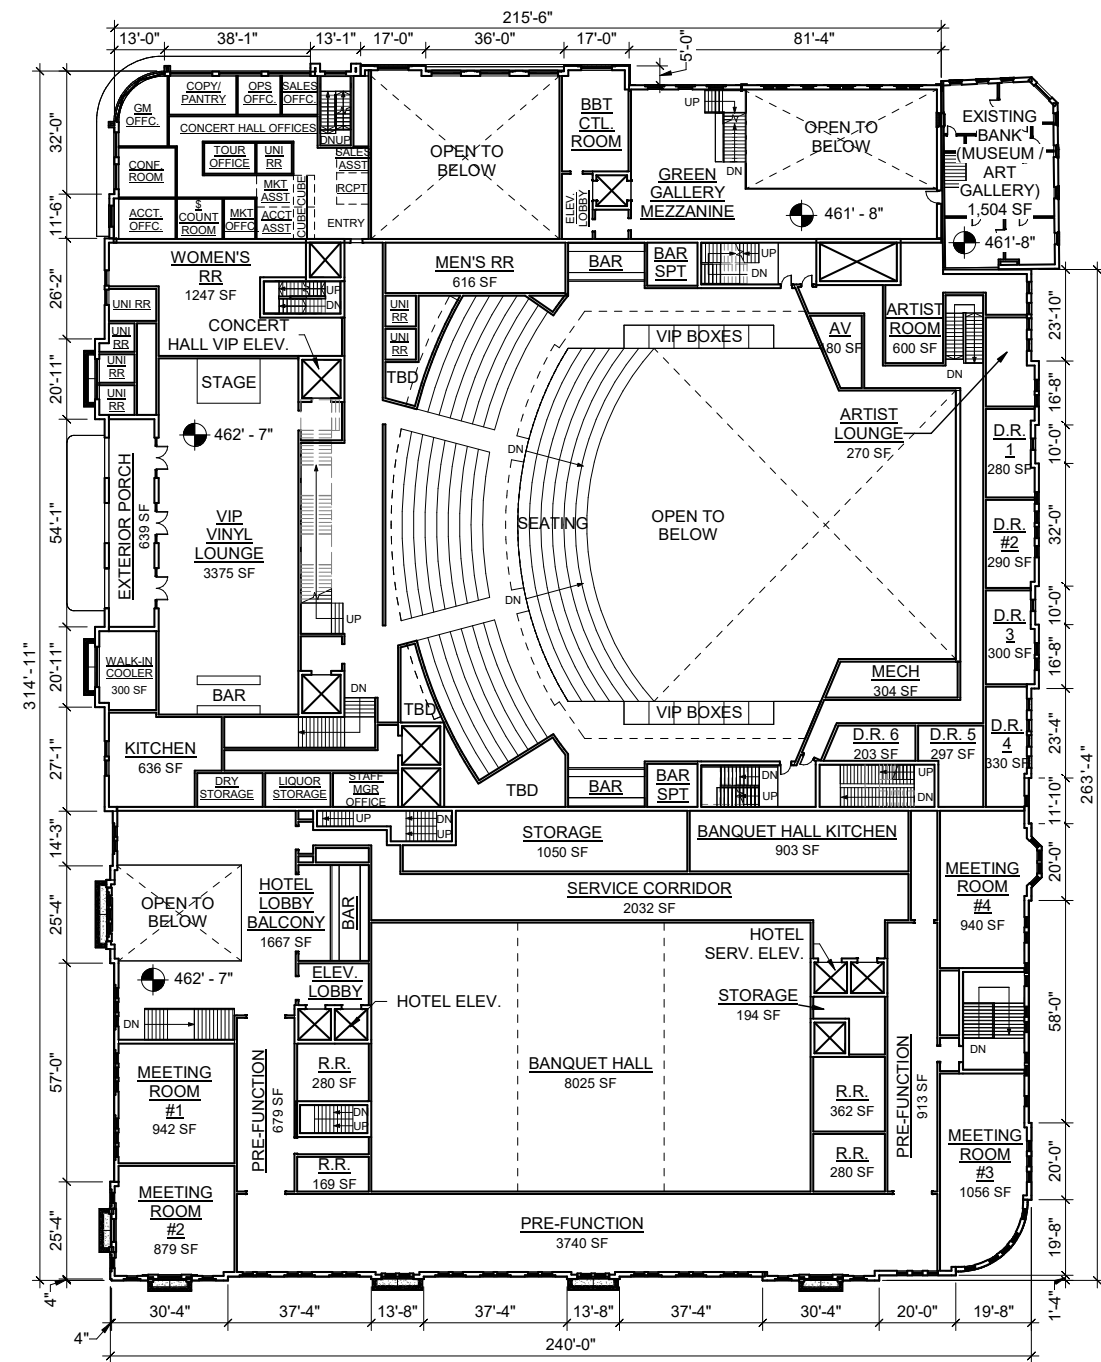 215'-6"
13'-0"
38'-1"
13'-1"
17'-0"
36'-0"
17'-0"
5'-0"
81'-4"
32'-0"
11'-6"
26'-2"
20'-11"
54'-1"
20'-11"
27'-1"
14'-3"
25'-4"
57'-0"
25'-4"
4"
314'-11"
GM
OFFC.
COPY/
PANTRY
OPS
OFFC.
SALES
OFFC.
CONCERT HALL OFFICES
DN
UP
CONF.
ROOM
TOUR
OFFICE
UNI
RR
SALES
ASST
MKT
ASST
CUBE
CUBE
RCPT
ACCT.
OFFC.
$
COUNT
ROOM
MKT
OFFC.
ACCT
ASST
ENTRY
OPEN TO
BELOW
BBT
CTL.
ROOM
ELEV.
LOBBY
UP
DN
GREEN
GALLERY
MEZZANINE
OPEN TO
BELOW
461' - 8"
EXISTING
BANK
(MUSEUM /
ART
GALLERY)
1,504 SF
461'-8"
WOMEN'S
RR
1247 SF
UP
DN
UNI RR
UNI
RR
UNI
RR
UNI
RR
CONCERT
HALL VIP ELEV.
MEN'S RR
616 SF
UNI
RR
UNI
RR
TBD
BAR
BAR
SPT
UP
DN
VIP BOXES
AV
80 SF
ARTIST
ROOM
600 SF
DN
ARTIST
LOUNGE
270 SF
STAGE
462' - 7"
EXTERIOR PORCH
639 SF
VIP
VINYL
LOUNGE
3375 SF
UP
DN
SEATING
DN
OPEN TO
BELOW
D.R.
1
280 SF
D.R.
#2
290 SF
D.R.
3
300 SF
D.R.
4
330 SF
WALK-IN
COOLER
300 SF
BAR
DN
TBD
MECH
304 SF
VIP BOXES
D.R. 6
203 SF
D.R. 5
297 SF
KITCHEN
636 SF
DRY
STORAGE
LIQUOR
STORAGE
STAFF
MGR
OFFICE
TBD
BAR
BAR
SPT
DN
UP
UP
DN
23'-10"
16'-8"
10'-0"
32'-0"
10'-0"
16'-8"
23'-4"
11'-10"
20'-0"
58'-0"
20'-0"
19'-8"
1'-4"
263'-4"
UP
DN
UP
STORAGE
1050 SF
BANQUET HALL KITCHEN
903 SF
SERVICE CORRIDOR
2032 SF
OPEN TO
BELOW
HOTEL
LOBBY
BALCONY
1667 SF
BAR
462' - 7"
ELEV.
LOBBY
HOTEL ELEV.
DN
HOTEL
SERV. ELEV.
STORAGE
194 SF
MEETING
ROOM
#4
940 SF
DN
MEETING
ROOM
#1
942 SF
PRE-FUNCTION
679 SF
R.R.
280 SF
DN
UP
R.R.
169 SF
BANQUET HALL
8025 SF
R.R.
362 SF
R.R.
280 SF
PRE-FUNCTION
913 SF
MEETING
ROOM
#3
1056 SF
MEETING
ROOM
#2
879 SF
PRE-FUNCTION
3740 SF
4"
30'-4"
37'-4"
13'-8"
37'-4"
13'-8"
37'-4"
30'-4"
20'-0"
19'-8"
240'-0"